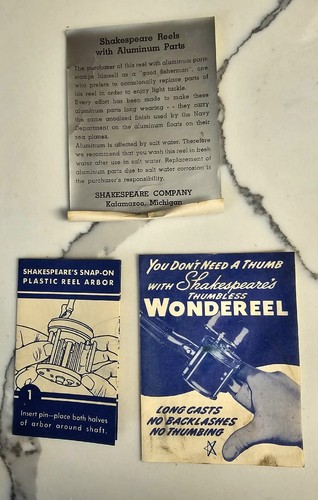 Shakespeare Reels
with Aluminum Parts
The purchaser of this reel with aluminum parts
stamps himself as a "good fisherman", one
who prefers to occasionally replace parts of
his reel in order to enjoy light tackle.
Every effort has been made to make these
aluminum parts long wearing -- they carry
the same anodized finish used by the Navy
Department on the aluminum floats on their
sea planes.
Aluminum is affected by salt water. Therefore
we recommend that you wash this reel in fresh
water after use in salt water. Replacement of
aluminum parts due to salt water corrosion is
the purchaser's responsibility.
SHAKESPEARE COMPANY
Kalamazoo, Michigan
SHAKESPEARE'S SNAP-ON
PLASTIC REEL ARBOR
1
Insert pin—place both halves
of arbor around shaft.
YOU DON'T NEED A THUMB
WITH Shakespeare's
THUMBLESS
WONDEREEL
LONG CASTS
NO BACKLASHES
NO THUMBING